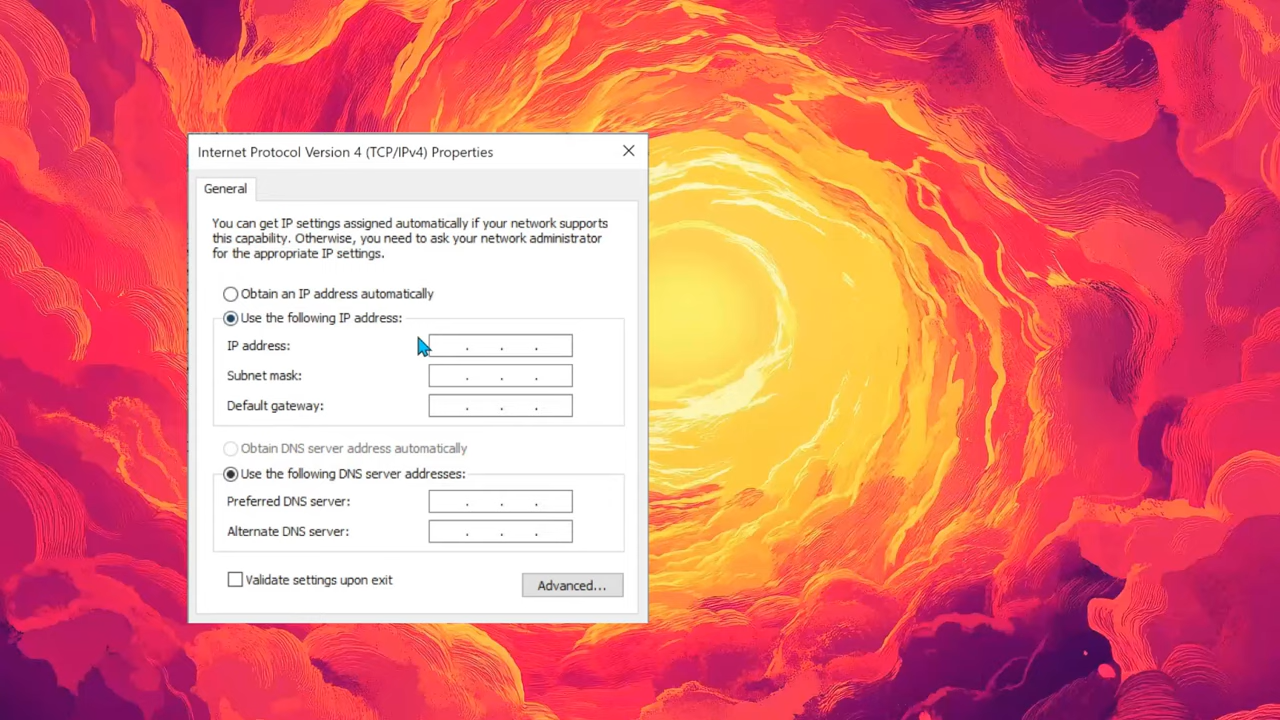 Internet Protocol Version 4 (TCP/IPv4) Properties
General
You can get IP settings assigned automatically if your network supports
this capability. Otherwise, you need to ask your network administrator
for the appropriate IP settings.
Obtain an IP address automatically
Use the following IP address:
IP address:
Subnet mask:
Default gateway:
Obtain DNS server address automatically
Use the following DNS server addresses:
Preferred DNS server:
Alternate DNS server:
Validate settings upon exit
Advanced...